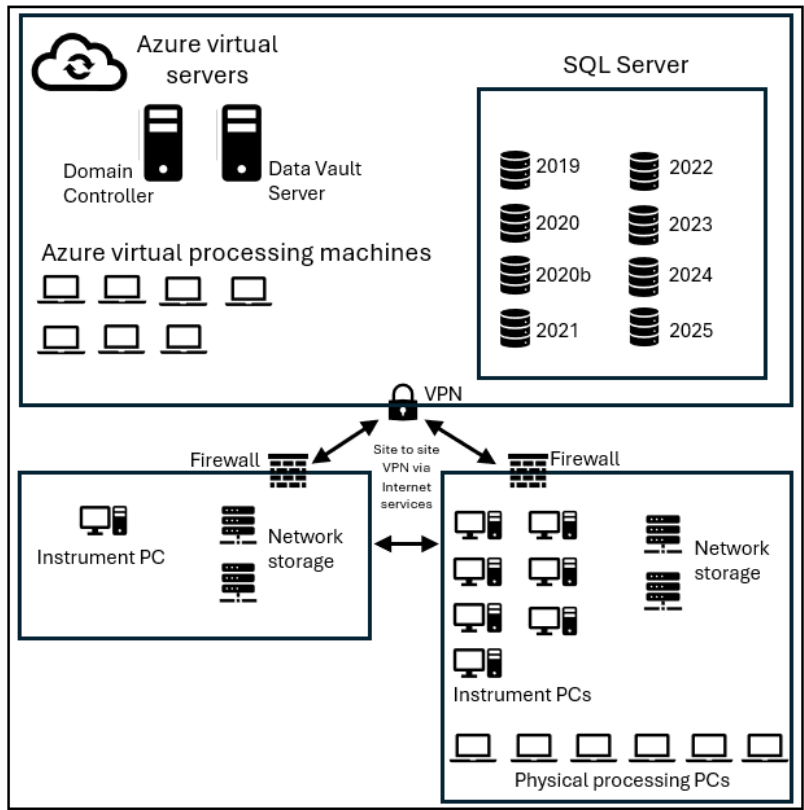 Azure virtual
servers
SQL Server
Domain
Controller
Data Vault
Server
2019
2022
2020
2023
Azure virtual processing machines
2020b
2024
2021
2025
VPN
Firewall
Site to site
VPN via
Internet
services
Firewall
Instrument PC
Network
storage
Network
storage
Instrument PCs
Physical processing PCs